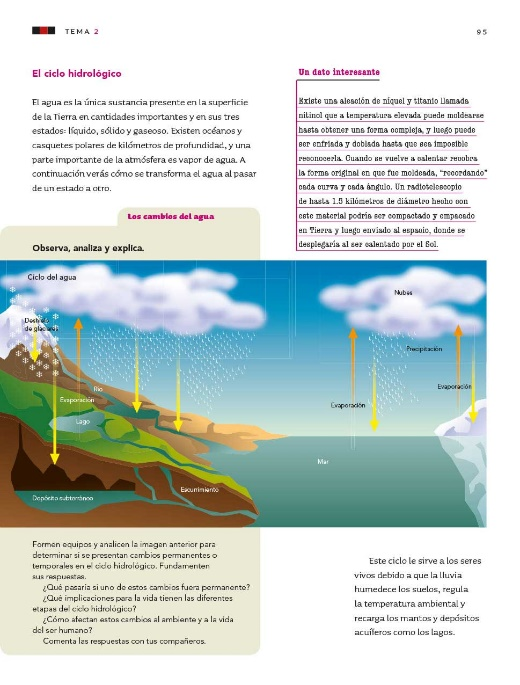 TEMA 2
95
El ciclo hidrológico
El agua es la única sustancia presente en la superficie
de la Tierra en cantidades importantes y en sus tres
estados: líquido, sólido y gaseoso. Existen océanos y
casquetes polares de kilómetros de profundidad, y una
parte importante de la atmósfera es vapor de agua. A
continuación verás cómo se transforma el agua al pasar
de un estado a otro.
Un dato interesante
Existe una aleación de níquel y titanio llamada
nitinol que a temperatura elevada puede moldearse
hasta obtener una forma compleja, y luego puede
ser enfriada y doblada hasta que sea imposible
reconocerla. Cuando se vuelve a calentar recobra
la forma original en que fue moldeada, "recordando"
cada curva y cada ángulo. Un radiotelescopio
de hasta 1.5 kilómetros de diámetro hecho con
este material podría ser compactado y empacado
en Tierra y luego enviado al espacio, donde se
desplegaría al ser calentado por el Sol.
Los cambios del agua
Observa, analiza y explica.
Ciclo del agua
Nubes
Deshielo
de glaciares
Precipitación
Río
Evaporación
Evaporación
Evaporación
Lago
Mar
Escurrimiento
Depósito subterráneo
Formen equipos y analicen la imagen anterior para
determinar si se presentan cambios permanentes o
temporales en el ciclo hidrológico. Fundamenten
sus respuestas.
¿Qué pasaría si uno de estos cambios fuera permanente?
¿Qué implicaciones para la vida tienen las diferentes
etapas del ciclo hidrológico?
¿Cómo afectan estos cambios al ambiente y a la vida
del ser humano?
Comenta las respuestas con tus compañeros.
Este ciclo le sirve a los seres
vivos debido a que la lluvia
humedece los suelos, regula
la temperatura ambiental y
recarga los mantos y depósitos
acuíferos como los lagos.